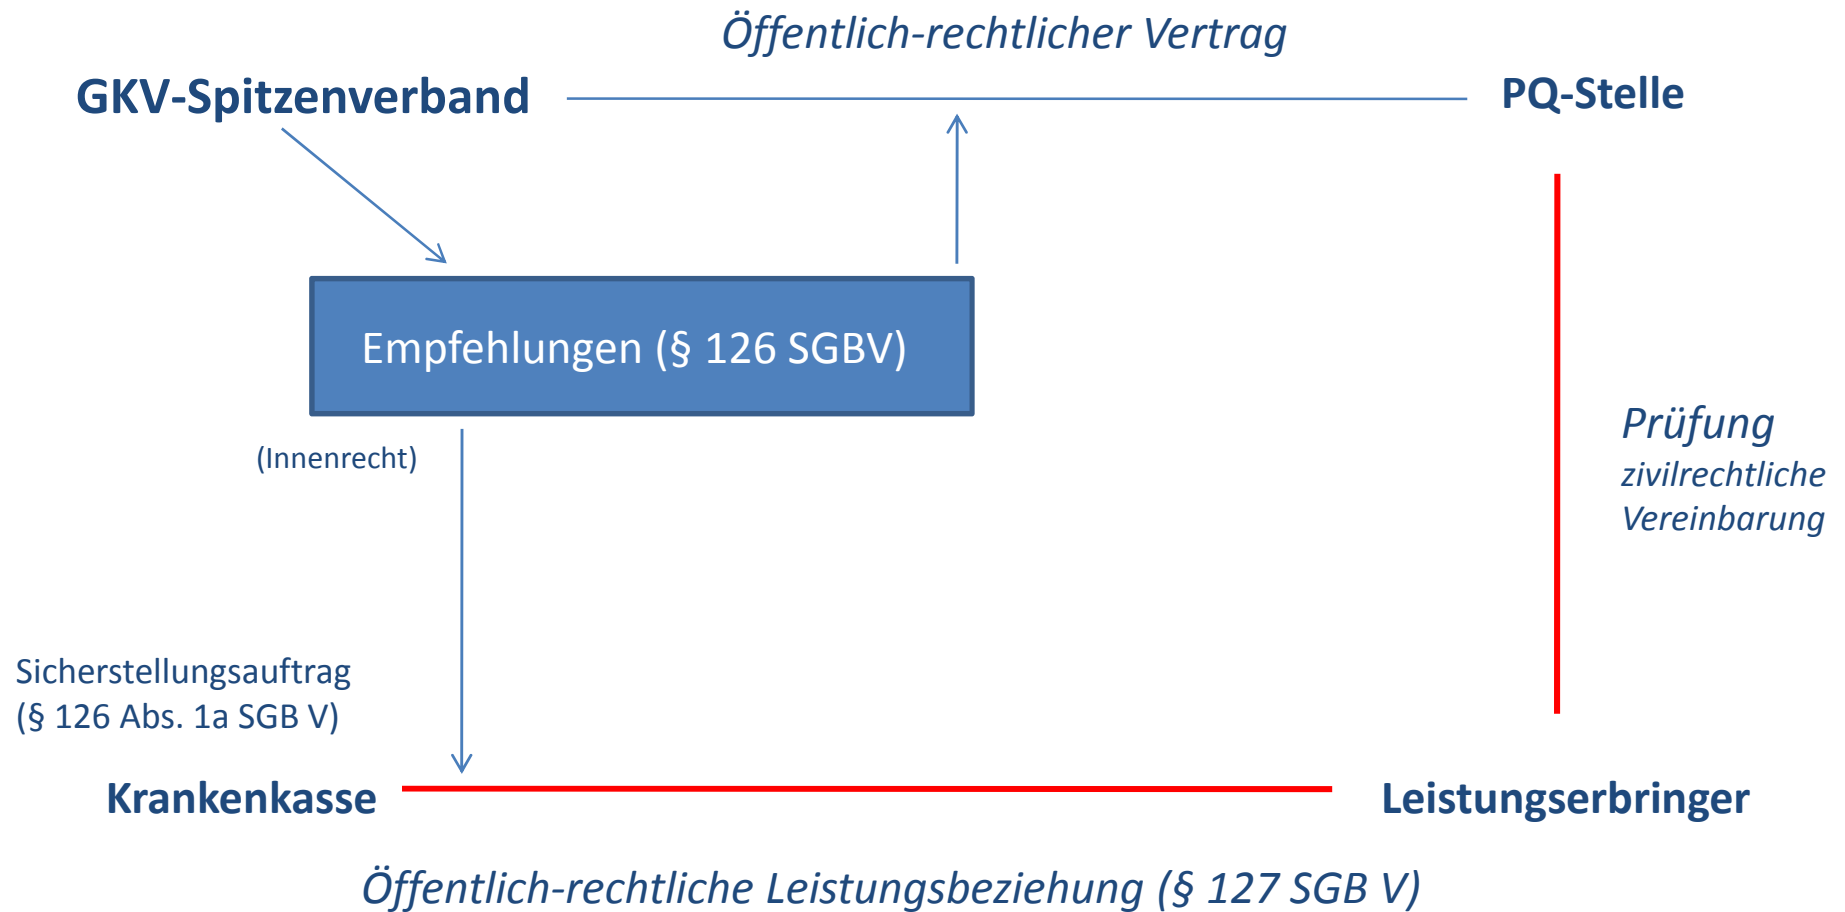 Öffentlich-rechtlicher Vertrag
GKV-Spitzenverband
PQ-Stelle
Empfehlungen (§ 126 SGBV)
(Innenrecht)
Prüfung
zivilrechtliche
Vereinbarung
Sicherstellungsauftrag
(§ 126 Abs. 1a SGB V)
Krankenkasse
Leistungserbringer
Öffentlich-rechtliche Leistungsbeziehung (§ 127 SGB V)